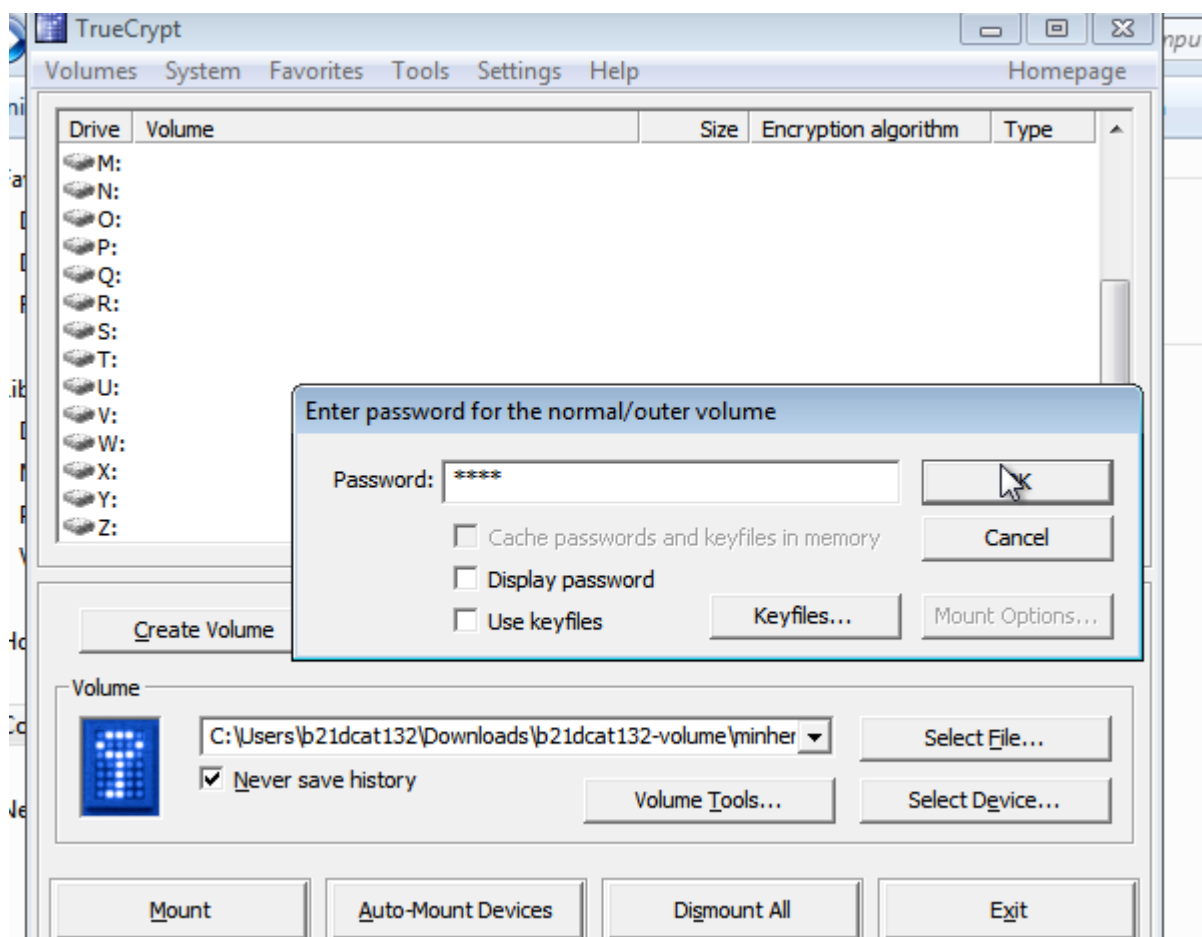 TrueCrypt
Volumes System Favorites Tools Settings Help Homepage
Drive Volume Size Encryption algorithm Type
M:
N:
O:
P:
Q:
R:
S:
T:
U:
V:
W:
X:
Y:
Z:
Enter password for the normal/outer volume
Password: ****
OK
Cache passwords and keyfiles in memory
Cancel
Display password
Use keyfiles
Keyfiles...
Mount Options...
Create Volume
Volume
C:\Users\b21dcat132\Downloads\b21dcat132-volume\minher
Select File...
Never save history
Volume Tools...
Select Device...
Mount
Auto-Mount Devices
Dismount All
Exit